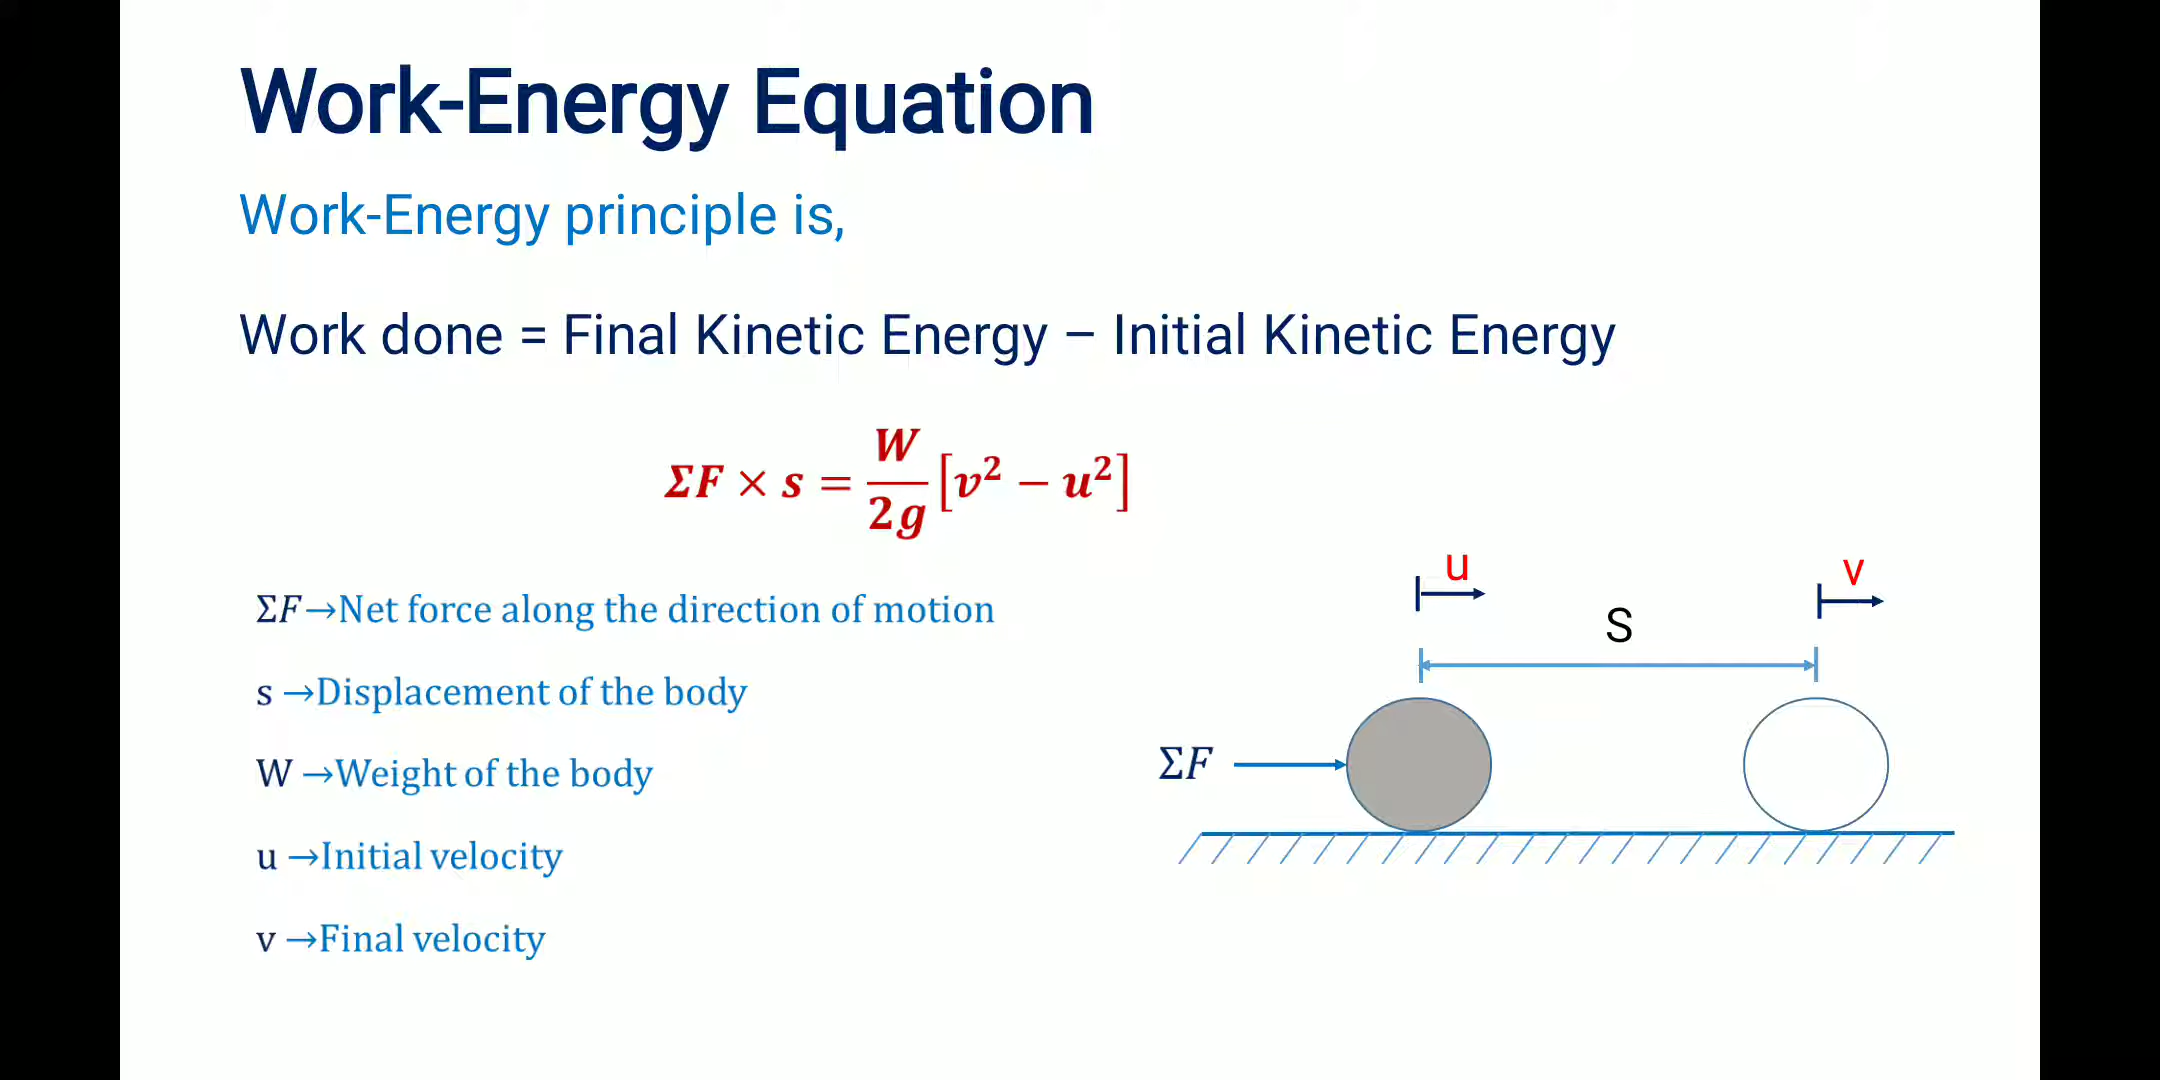 Work-Energy Equation
Work-Energy principle is,
Work done = Final Kinetic Energy – Initial Kinetic Energy
ΣF × s = W/2g [v² − u²]
ΣF→Net force along the direction of motion
s →Displacement of the body
W →Weight of the body
u →Initial velocity
v →Final velocity
u
v
S
ΣF